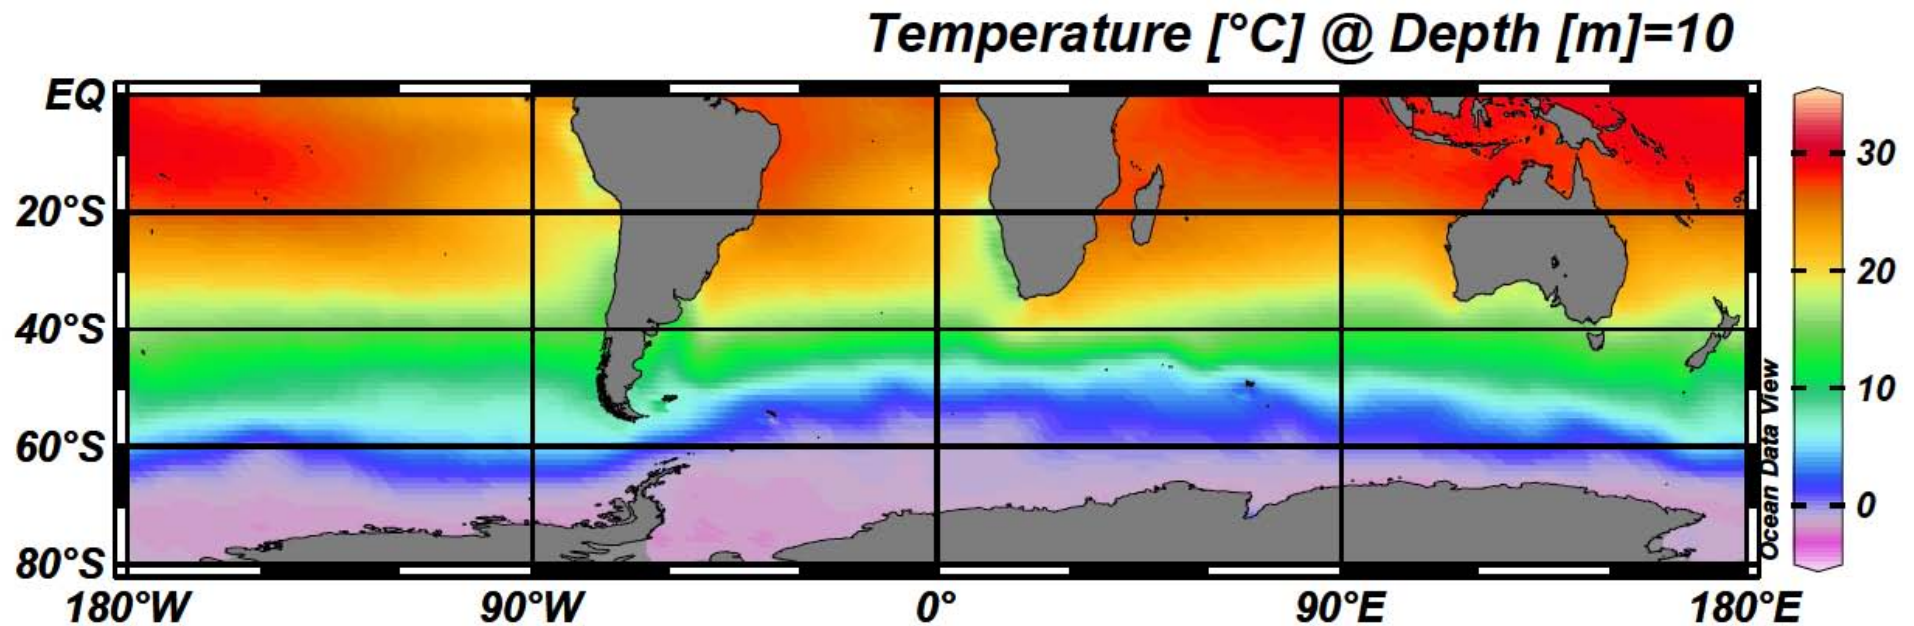 Temperature [°C] @ Depth [m]=10
EQ
20°S
40°S
60°S
80°S
180°W
90°W
0°
90°E
180°E
30
20
10
0
Ocean Data View